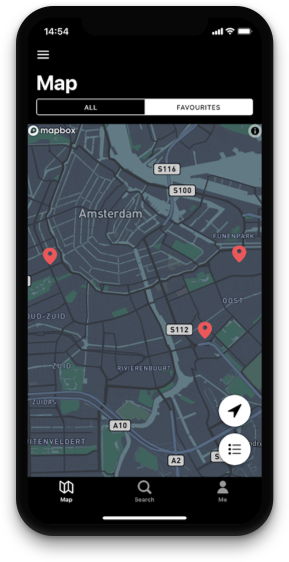 14:54
Map
ALL FAVOURITES
mapbox
S116
S100
Amsterdam
FUNENPARK
OOST
OUD-ZUID
S112
ZUID
RIVIERENBUURT
ZUIDAS
A10
UITENVELDERT
A2
Map Search Me